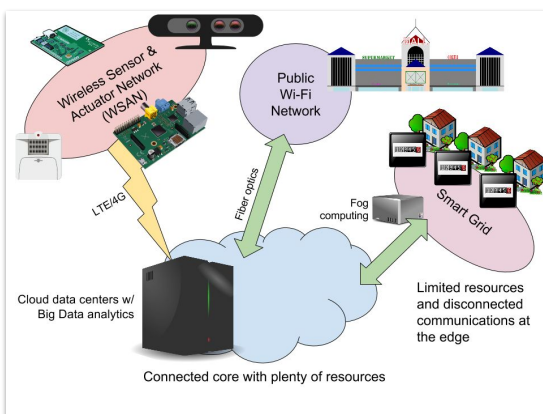 Wireless Sensor &
Actuator Network
(WSAN)
Public
Wi-Fi
Network
SUPERMARKET
LTE/4G
Fiber optics
Fog
computing
Smart Grid
Cloud data centers w/
Big Data analytics
Limited resources
and disconnected
communications at
the edge
Connected core with plenty of resources